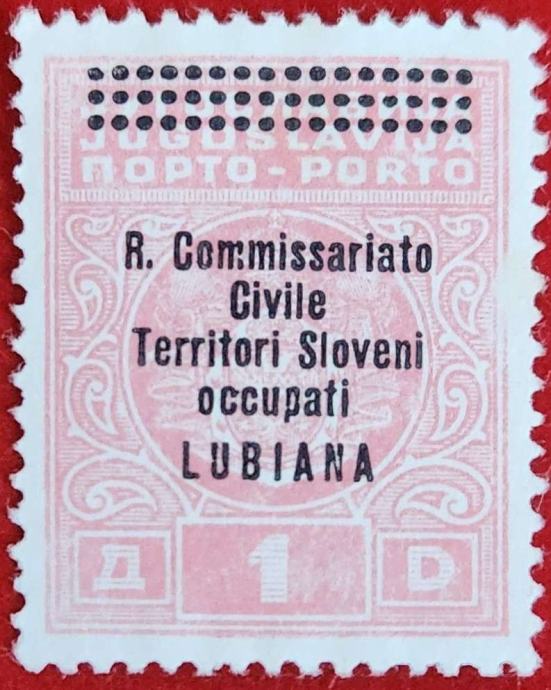 JUGOSLAVIJA
ПОРТО - PORTO
R. Commissariato
Civile
Territori Sloveni
occupati
LUBIANA
Д 1 D